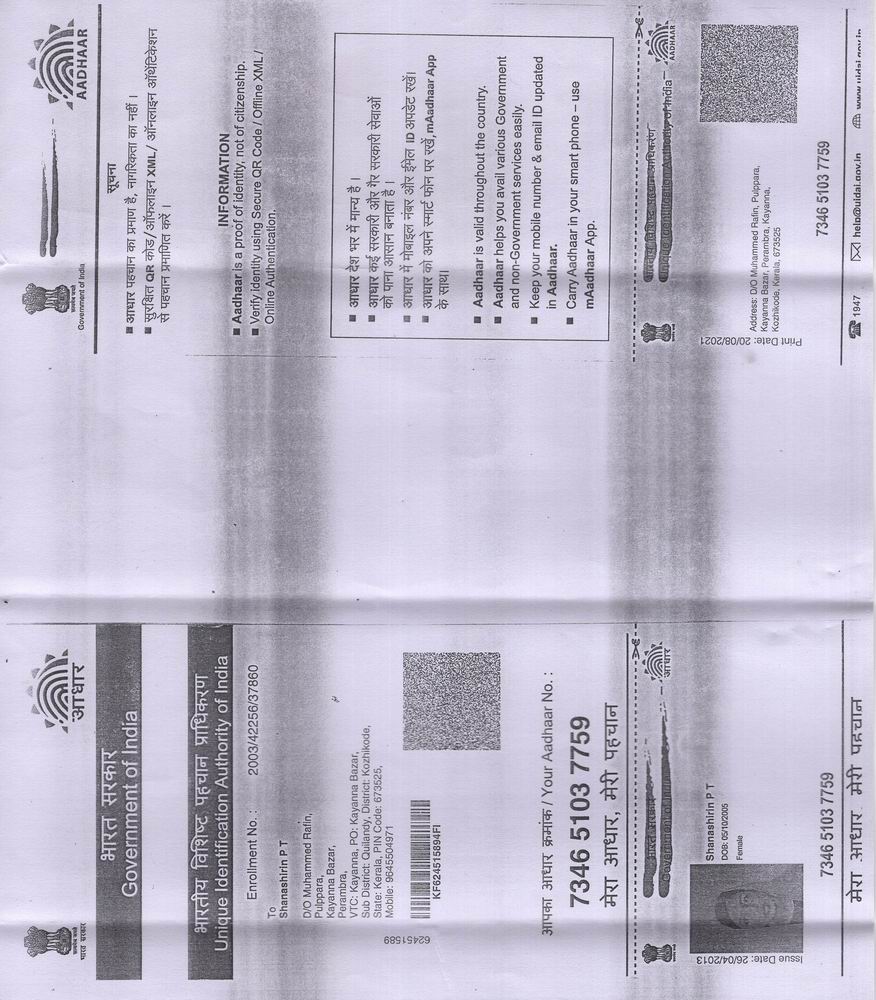 सत्यमेव जयते
भारत सरकार
आधार
भारत सरकार
Government of India
भारतीय विशिष्ट पहचान प्राधिकरण
Unique Identification Authority of India
Enrollment No. : 2003/42256/37860
To
Shanashirin P T
D/O Muhammed Rafin,
Pulppara,
Kayanna Bazar,
Perambra,
VTC: Kayanna, PO: Kayanna Bazar,
Sub District: Quilandy, District: Kozhikode,
State: Kerala, PIN Code: 673525,
Mobile: 9645504971
62451589
KF624515894FI
आपका आधार क्रमांक / Your Aadhaar No. :
7346 5103 7759
मेरा आधार, मेरी पहचान
भारत सरकार
Government of India
आधार
Issue Date: 26/04/2013
Shanashirin P T
DOB: 05/10/2005
Female
7346 5103 7759
मेरा आधार, मेरी पहचान
सत्यमेव जयते
Government of India
AADHAAR
सूचना
■ आधार पहचान का प्रमाण है, नागरिकता का नहीं ।
■ सुरक्षित QR कोड/ऑफलाइन XML/ ऑनलाइन ऑथेंटिकेशन
से पहचान प्रमाणित करें ।
INFORMATION
■ Aadhaar is a proof of identity, not of citizenship.
■ Verify identity using Secure QR Code / Offline XML /
Online Authentication.
■ आधार देश भर में मान्य है ।
■ आधार कई सरकारी और गैर सरकारी सेवाओं
को पाना आसान बनाता है ।
■ आधार में मोबाइल नंबर और ईमेल ID अपडेट रखें।
■ आधार को अपने स्मार्ट फोन पर रखें, mAadhaar App
के साथ।
■ Aadhaar is valid throughout the country.
■ Aadhaar helps you avail various Government
and non-Government services easily.
■ Keep your mobile number & email ID updated
in Aadhaar.
■ Carry Aadhaar in your smart phone – use
mAadhaar App.
भारतीय विशिष्ट पहचान प्राधिकरण
Unique Identification Authority of India
AADHAAR
Print Date: 20/08/2021
Address: D/O Muhammed Rafin, Pulppara,
Kayanna Bazar, Perambra, Kayanna,
Kozhikode, Kerala, 673525
7346 5103 7759
1947 help@uidai.gov.in www.uidai.gov.in